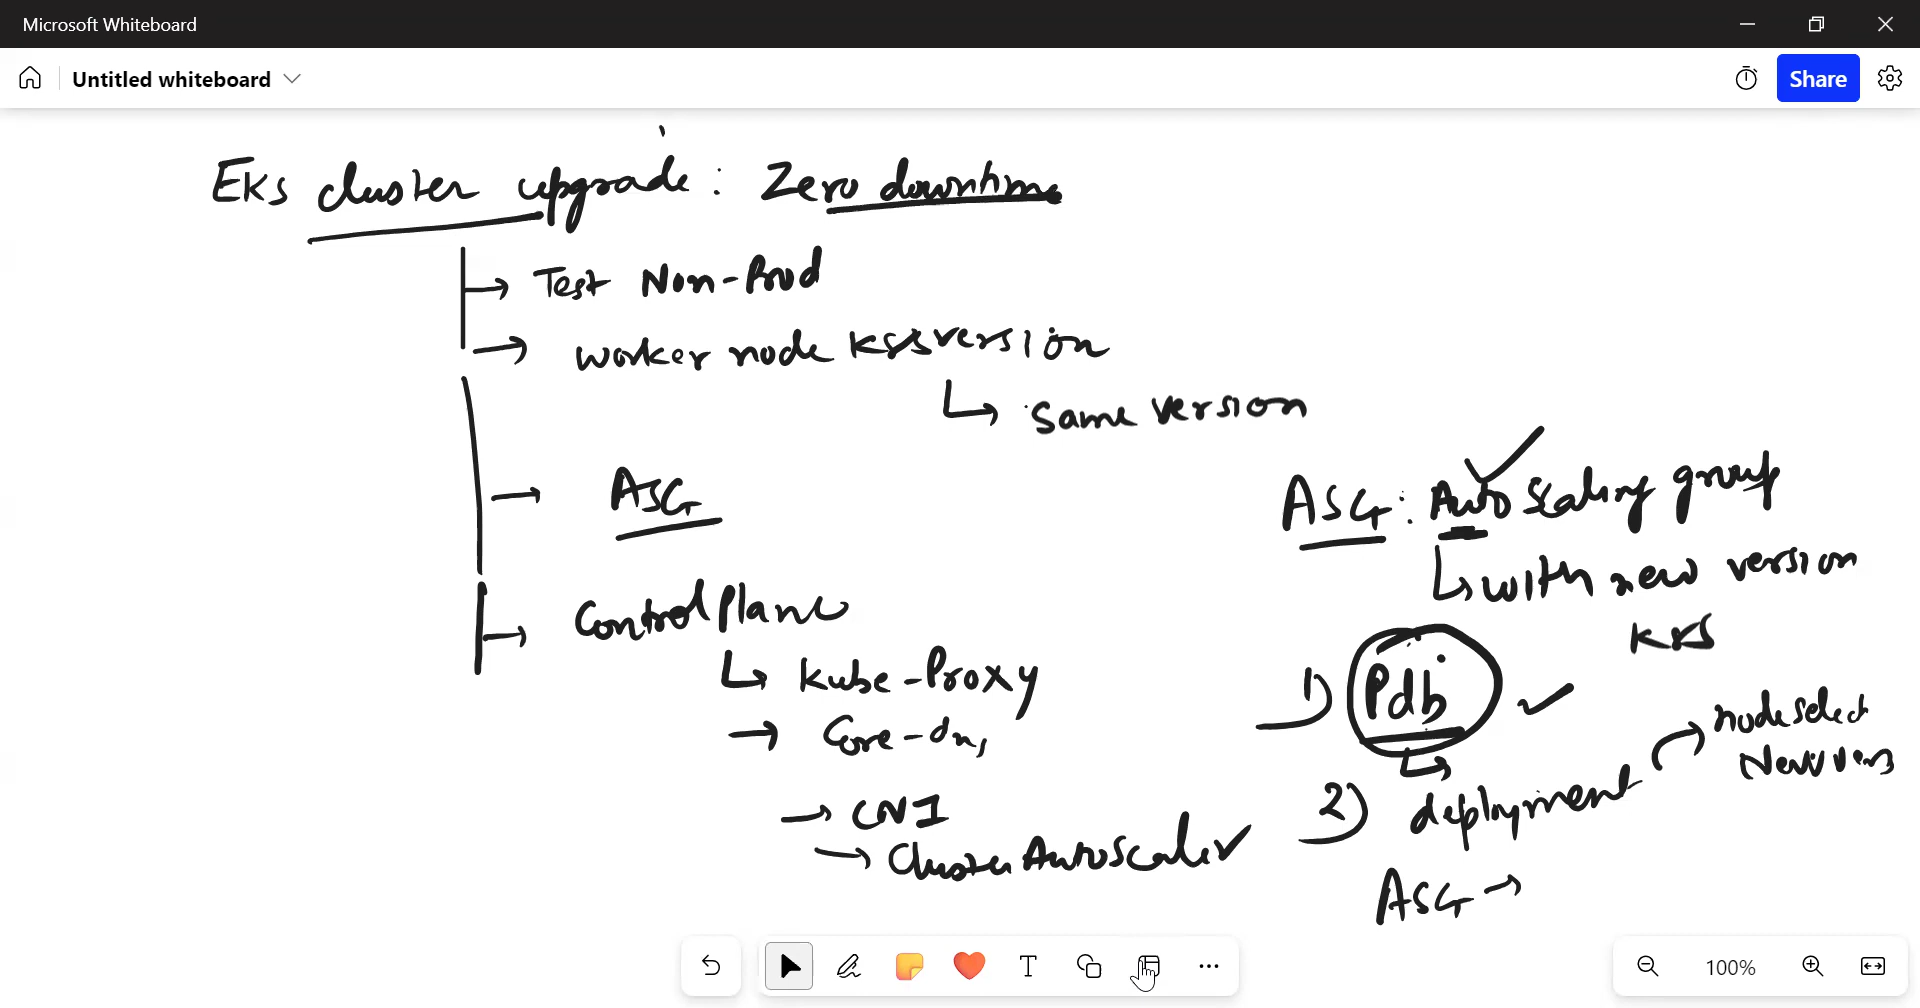 Microsoft Whiteboard
Untitled whiteboard
Share
EKS cluster upgrade : Zero downtime
→ Test Non-Prod
→ worker node k8s version
↳ same version
→ ASG
→ Control Plane
↳ kube-Proxy
→ Core-dns
→ CNI
→ Cluster AutoScaler ✓
ASG : Auto Scaling group
↳ with new version
k8s
1) Pdb ✓
2) deployment
node select
New vers
ASG →
100%